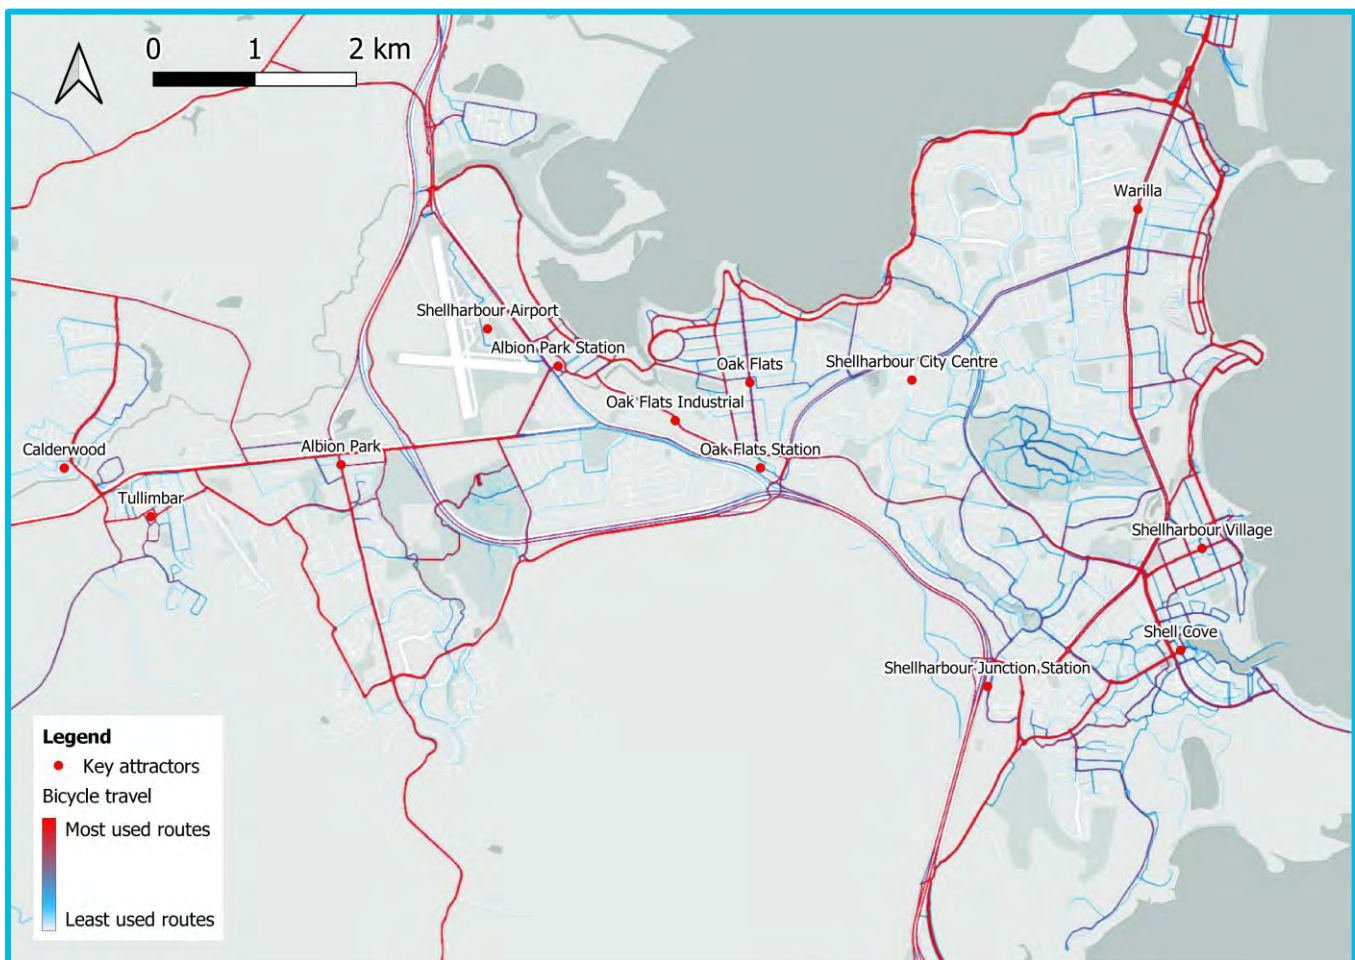 0 1 2 km
Warilla
Shellharbour Airport
Albion Park Station
Oak Flats
Shellharbour City Centre
Oak Flats Industrial
Calderwood
Albion Park
Oak Flats Station
Tullimbar
Shellharbour Village
Shell Cove
Shellharbour Junction Station
Legend
Key attractors
Bicycle travel
Most used routes
Least used routes